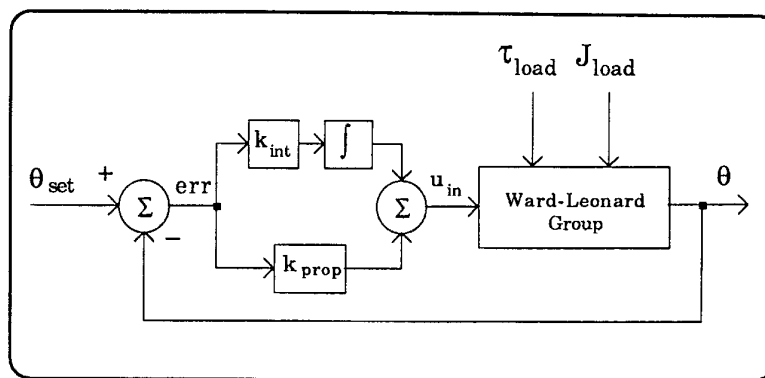 τload Jload
kint ∫
θset + err uin θ
Σ Σ Ward-Leonard
Group
−
kprop